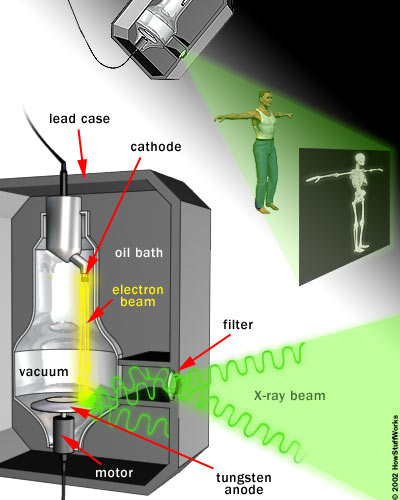 lead case
cathode
oil bath
electron
beam
filter
vacuum
X-ray beam
motor
tungsten
anode
© 2002 HowStuffWorks